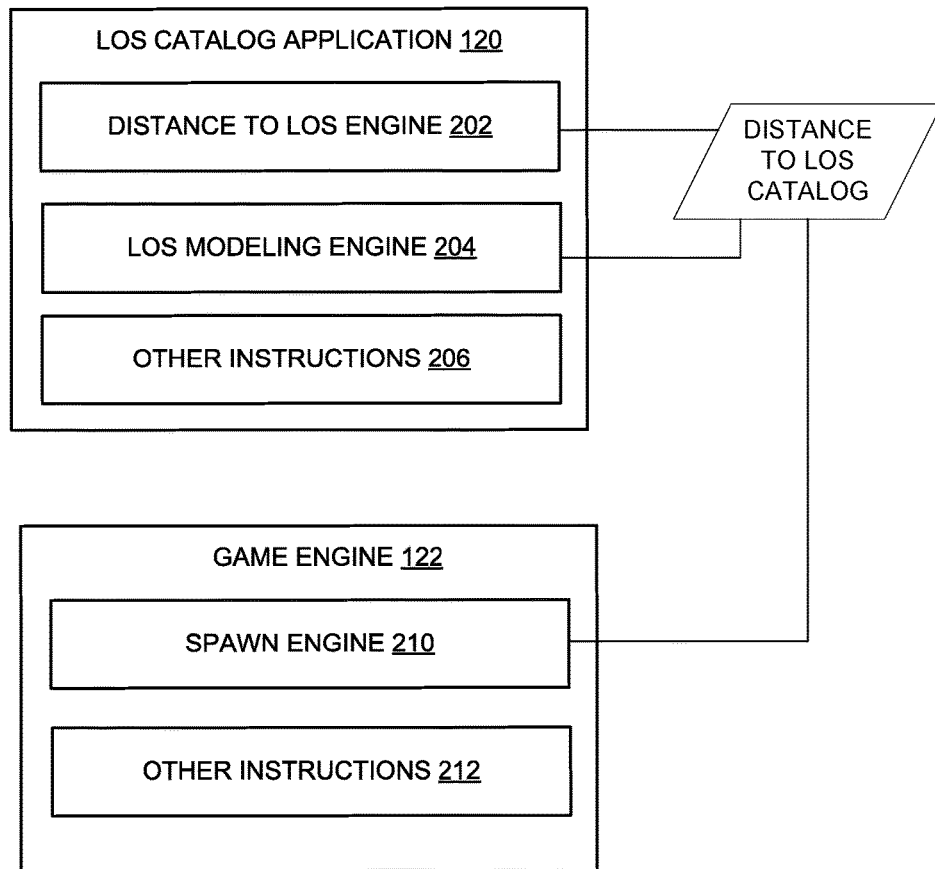 LOS CATALOG APPLICATION 120
DISTANCE TO LOS ENGINE 202
DISTANCE
TO LOS
CATALOG
LOS MODELING ENGINE 204
OTHER INSTRUCTIONS 206
GAME ENGINE 122
SPAWN ENGINE 210
OTHER INSTRUCTIONS 212